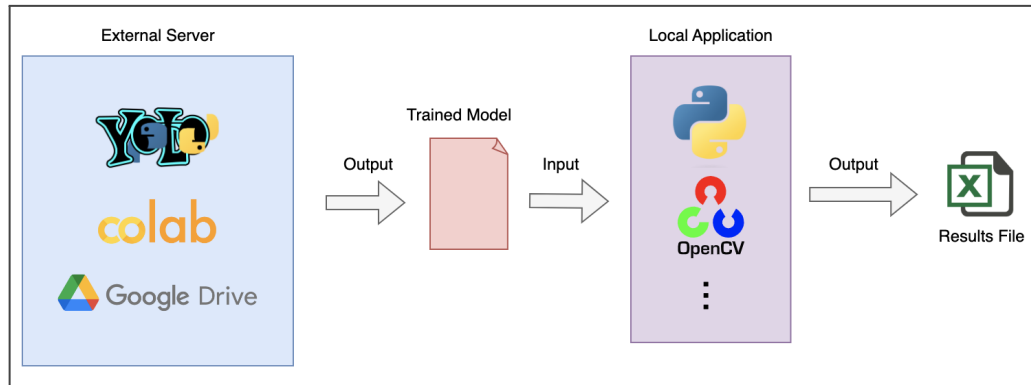 External Server
Local Application
YOLO
Trained Model
Output
Input
Output
colab
OpenCV
X
Results File
Google Drive